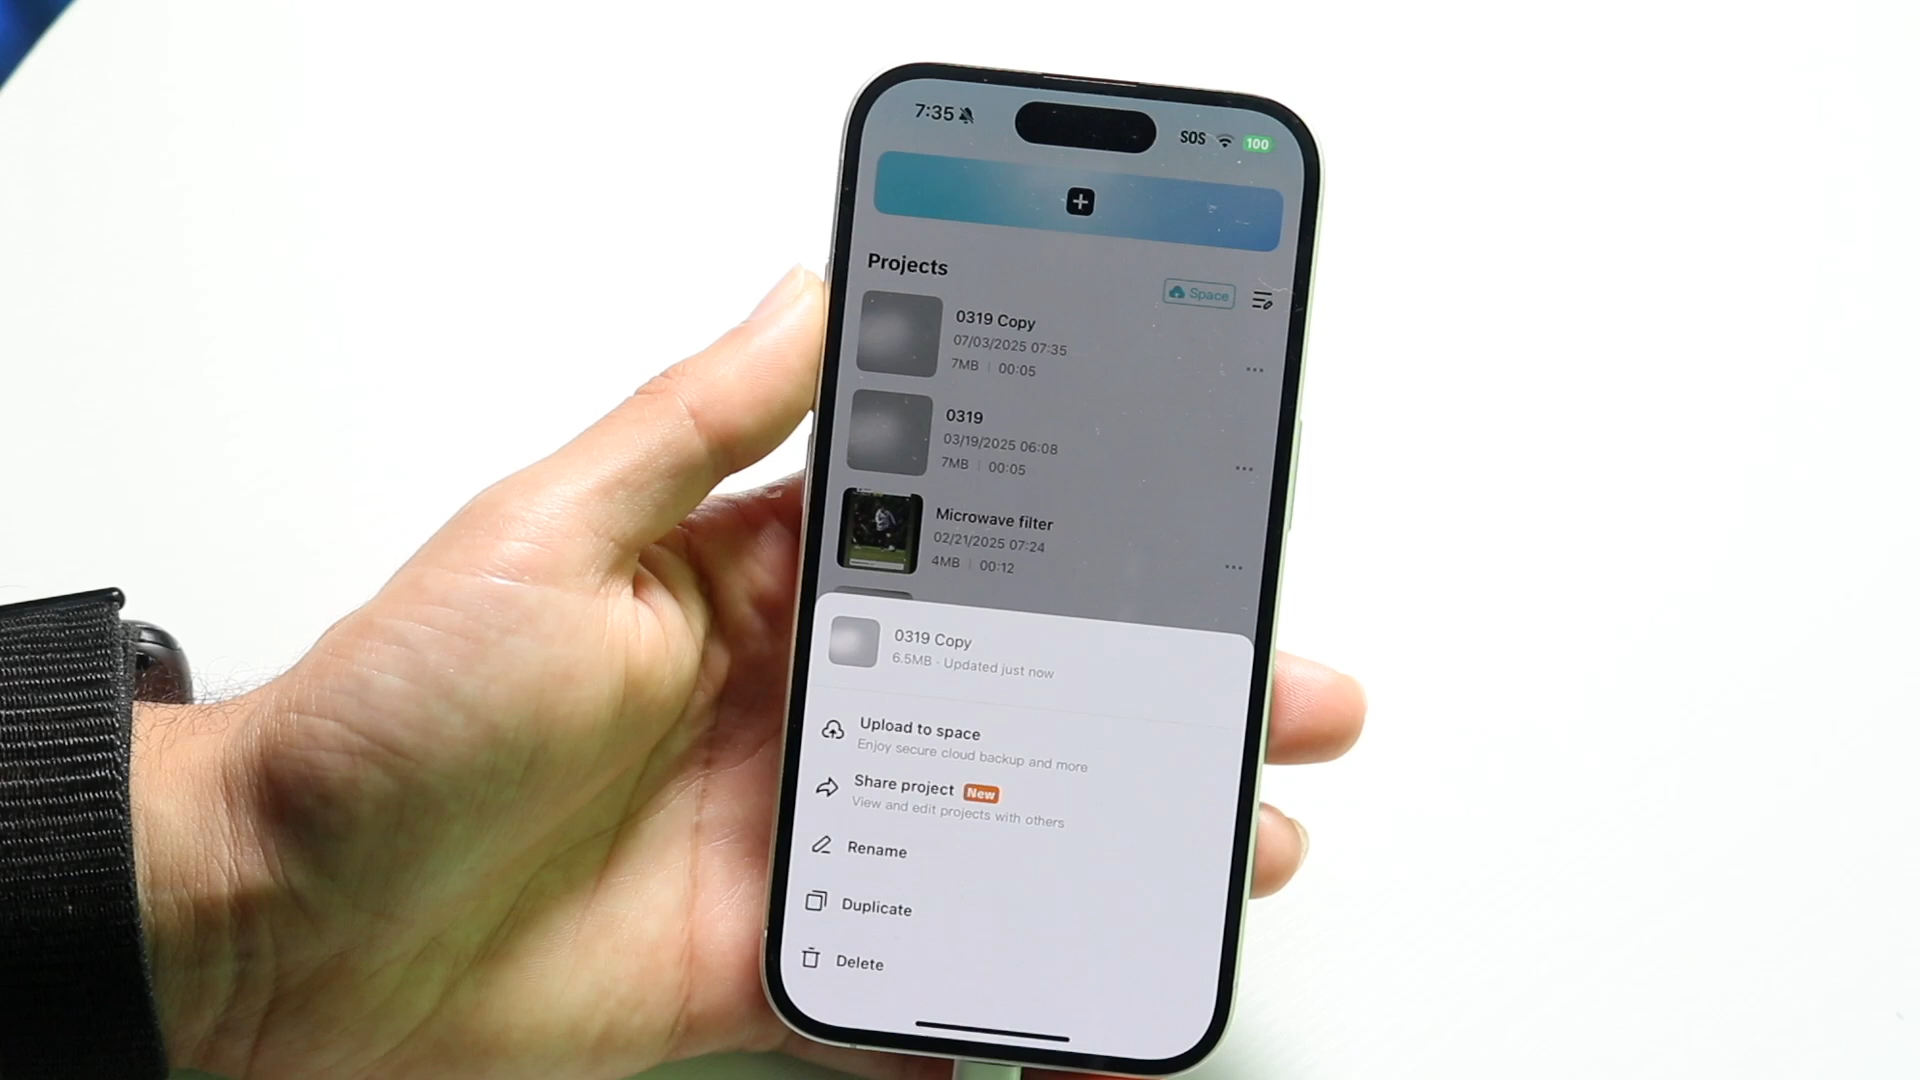 7:35
SOS
100
Projects
Space
0319 Copy
07/03/2025 07:35
7MB | 00:05
0319
03/19/2025 06:08
7MB | 00:05
Microwave filter
02/21/2025 07:24
4MB | 00:12
0319 Copy
6.5MB · Updated just now
Upload to space
Enjoy secure cloud backup and more
Share project New
View and edit projects with others
Rename
Duplicate
Delete